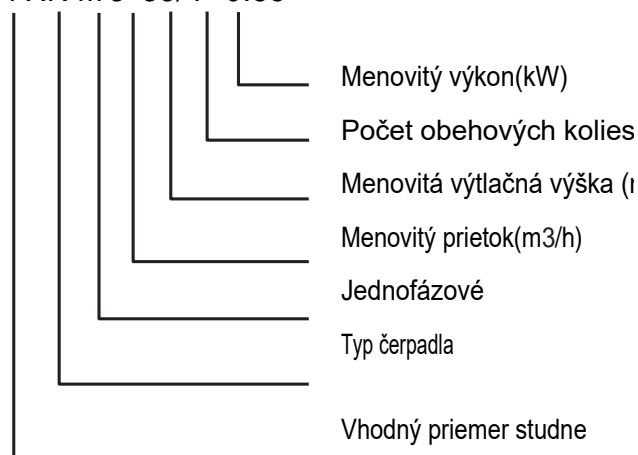 Menovitý výkon(kW)
Počet obehových kolies
Menovitá výtlačná výška (
Menovitý prietok(m3/h)
Jednofázové
Typ čerpadla
Vhodný priemer studne